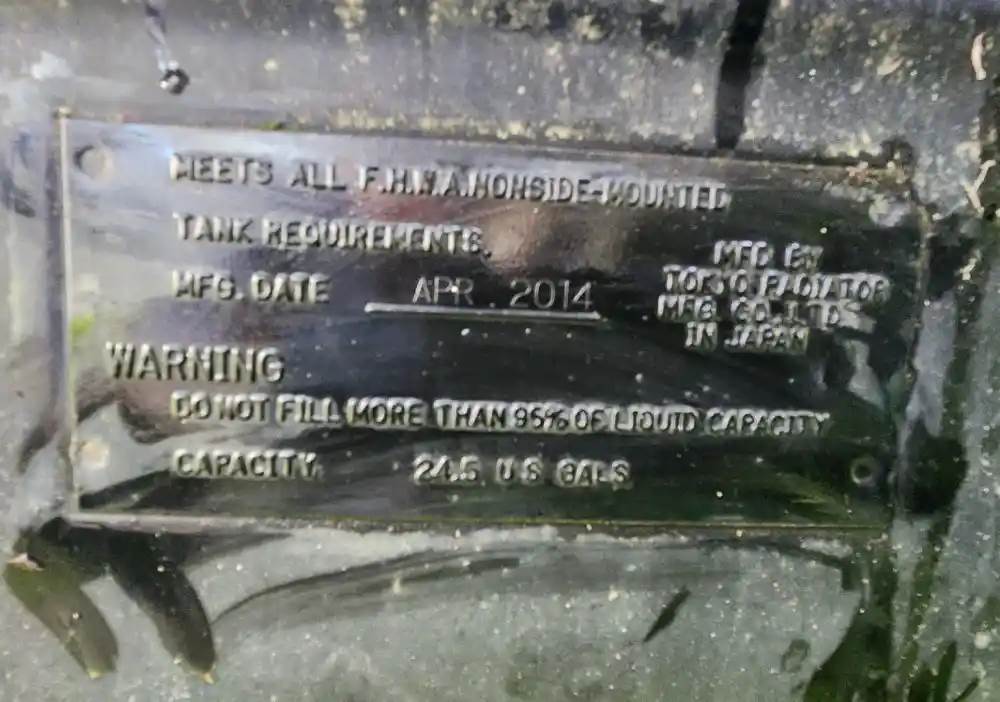 MEETS ALL F.H.W.A. NONSIDE-MOUNTED
TANK REQUIREMENTS.
MFG. DATE APR. 2014
MFD BY
TOKYO RADIATOR
MFG. CO., LTD.
IN JAPAN
WARNING
DO NOT FILL MORE THAN 95% OF LIQUID CAPACITY
CAPACITY 24.5 U S GALS